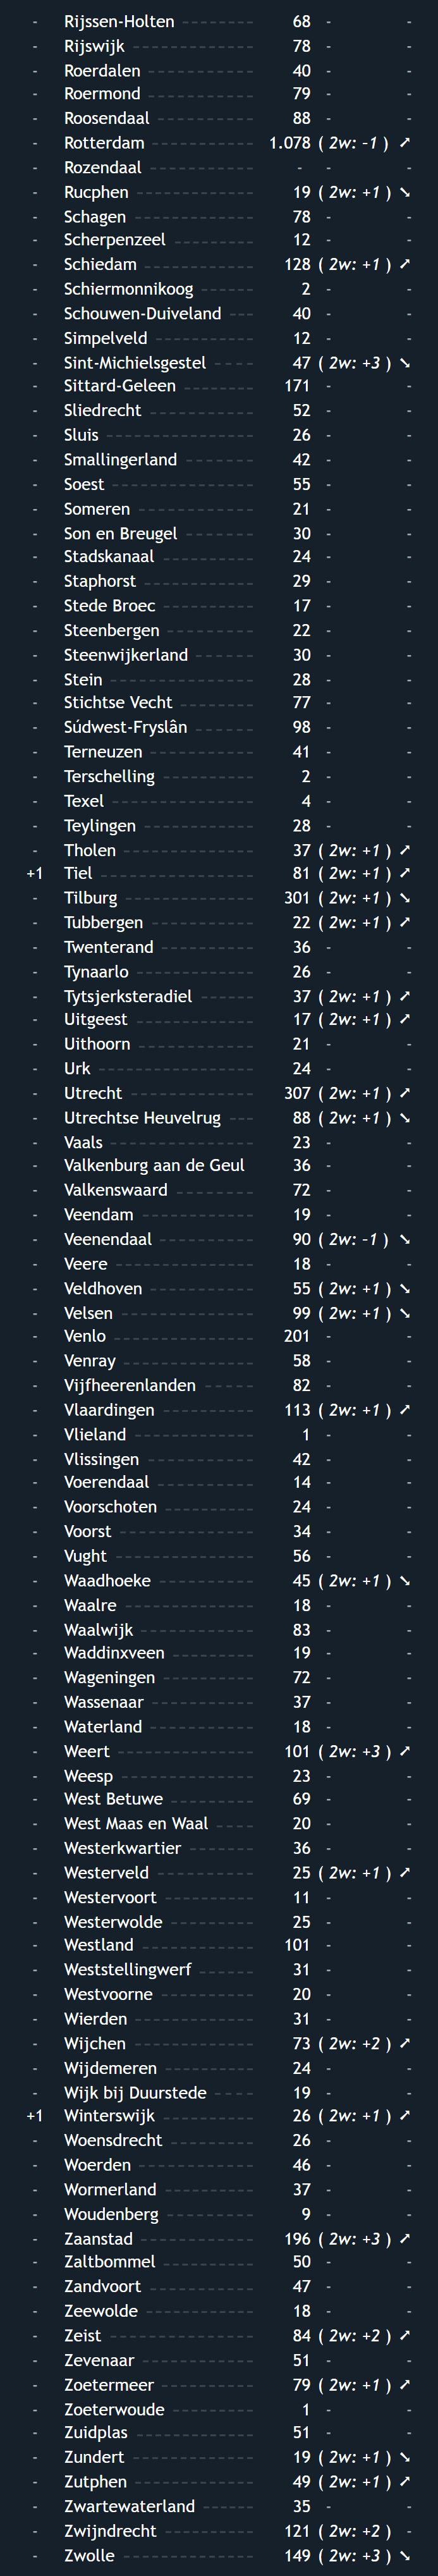 - Rijssen-Holten 68 - -
- Rijswijk 78 - -
- Roerdalen 40 - -
- Roermond 79 - -
- Roosendaal 88 - -
- Rotterdam 1.078 ( 2w: -1 ) ➚
- Rozendaal - - -
- Rucphen 19 ( 2w: +1 ) ➘
- Schagen 78 - -
- Scherpenzeel 12 - -
- Schiedam 128 ( 2w: +1 ) ➚
- Schiermonnikoog 2 - -
- Schouwen-Duiveland 40 - -
- Simpelveld 12 - -
- Sint-Michielsgestel 47 ( 2w: +3 ) ➘
- Sittard-Geleen 171 - -
- Sliedrecht 52 - -
- Sluis 26 - -
- Smallingerland 42 - -
- Soest 55 - -
- Someren 21 - -
- Son en Breugel 30 - -
- Stadskanaal 24 - -
- Staphorst 29 - -
- Stede Broec 17 - -
- Steenbergen 22 - -
- Steenwijkerland 30 - -
- Stein 28 - -
- Stichtse Vecht 77 - -
- Súdwest-Fryslân 98 - -
- Terneuzen 41 - -
- Terschelling 2 - -
- Texel 4 - -
- Teylingen 28 - -
- Tholen 37 ( 2w: +1 ) ➚
+1 Tiel 81 ( 2w: +1 ) ➚
- Tilburg 301 ( 2w: +1 ) ➘
- Tubbergen 22 ( 2w: +1 ) ➚
- Twenterand 36 - -
- Tynaarlo 26 - -
- Tytsjerksteradiel 37 ( 2w: +1 ) ➚
- Uitgeest 17 ( 2w: +1 ) ➚
- Uithoorn 21 - -
- Urk 24 - -
- Utrecht 307 ( 2w: +1 ) ➚
- Utrechtse Heuvelrug 88 ( 2w: +1 ) ➘
- Vaals 23 - -
- Valkenburg aan de Geul 36 - -
- Valkenswaard 72 - -
- Veendam 19 - -
- Veenendaal 90 ( 2w: -1 ) ➘
- Veere 18 - -
- Veldhoven 55 ( 2w: +1 ) ➘
- Velsen 99 ( 2w: +1 ) ➘
- Venlo 201 - -
- Venray 58 - -
- Vijfheerenlanden 82 - -
- Vlaardingen 113 ( 2w: +1 ) ➚
- Vlieland 1 - -
- Vlissingen 42 - -
- Voerendaal 14 - -
- Voorschoten 24 - -
- Voorst 34 - -
- Vught 56 - -
- Waadhoeke 45 ( 2w: +1 ) ➘
- Waalre 18 - -
- Waalwijk 83 - -
- Waddinxveen 19 - -
- Wageningen 72 - -
- Wassenaar 37 - -
- Waterland 18 - -
- Weert 101 ( 2w: +3 ) ➚
- Weesp 23 - -
- West Betuwe 69 - -
- West Maas en Waal 20 - -
- Westerkwartier 36 - -
- Westerveld 25 ( 2w: +1 ) ➚
- Westervoort 11 - -
- Westerwolde 25 - -
- Westland 101 - -
- Weststellingwerf 31 - -
- Westvoorne 20 - -
- Wierden 31 - -
- Wijchen 73 ( 2w: +2 ) ➚
- Wijdemeren 24 - -
- Wijk bij Duurstede 19 - -
+1 Winterswijk 26 ( 2w: +1 ) ➚
- Woensdrecht 26 - -
- Woerden 46 - -
- Wormerland 37 - -
- Woudenberg 9 - -
- Zaanstad 196 ( 2w: +3 ) ➚
- Zaltbommel 50 - -
- Zandvoort 47 - -
- Zeewolde 18 - -
- Zeist 84 ( 2w: +2 ) ➚
- Zevenaar 51 - -
- Zoetermeer 79 ( 2w: +1 ) ➚
- Zoeterwoude 1 - -
- Zuidplas 51 - -
- Zundert 19 ( 2w: +1 ) ➘
- Zutphen 49 ( 2w: +1 ) ➚
- Zwartewaterland 35 - -
- Zwijndrecht 121 ( 2w: +2 ) -
- Zwolle 149 ( 2w: +3 ) ➘